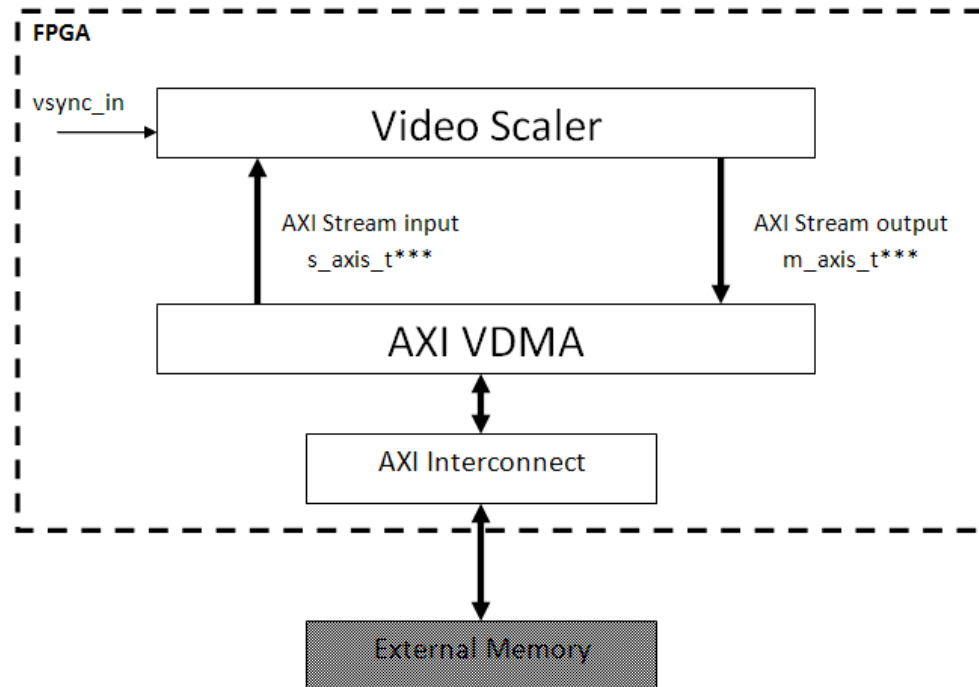 FPGA
vsync_in
Video Scaler
AXI Stream input
s_axis_t***
AXI Stream output
m_axis_t***
AXI VDMA
AXI Interconnect
External Memory